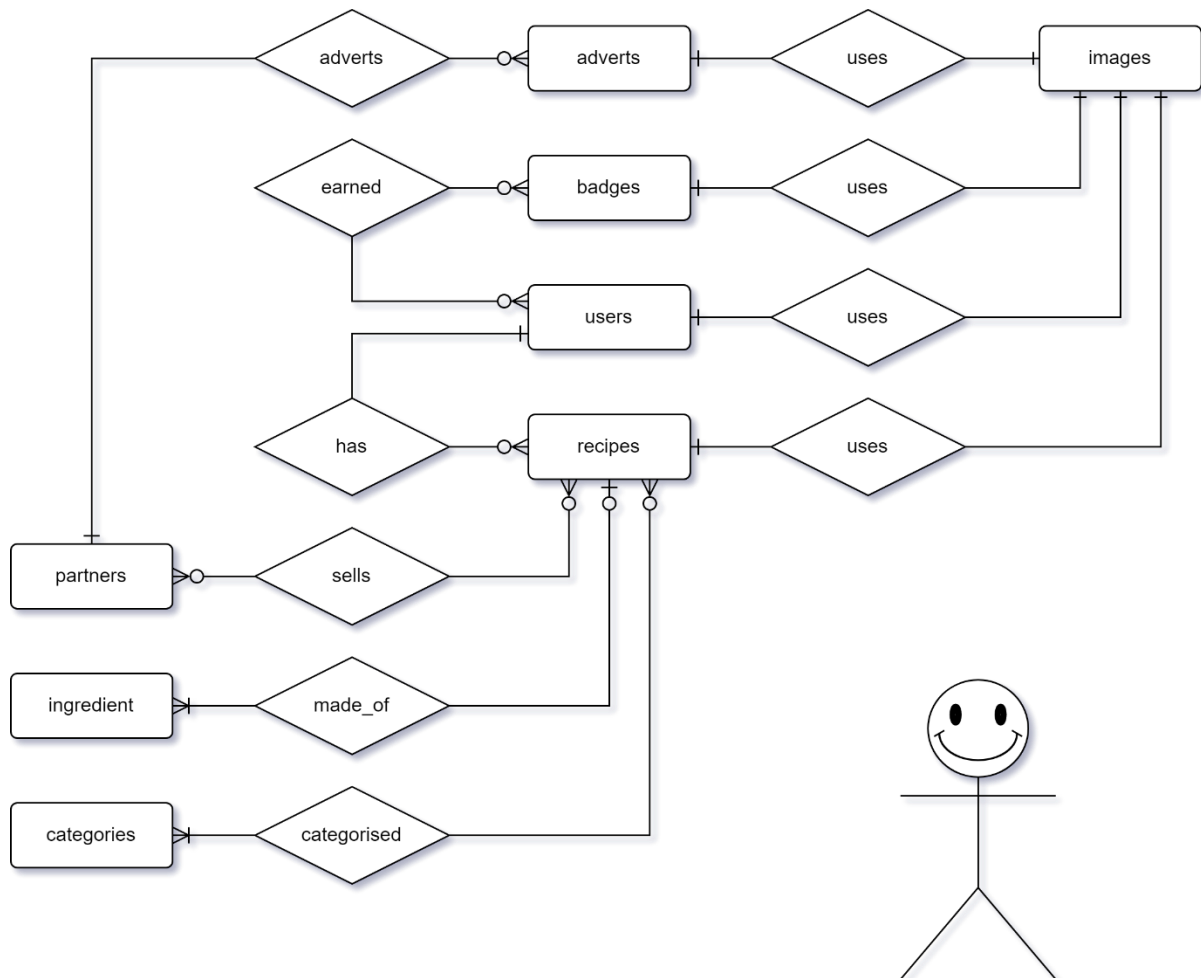 adverts
adverts
uses
images
earned
badges
uses
users
uses
has
recipes
uses
partners
sells
ingredient
made_of
categories
categorised